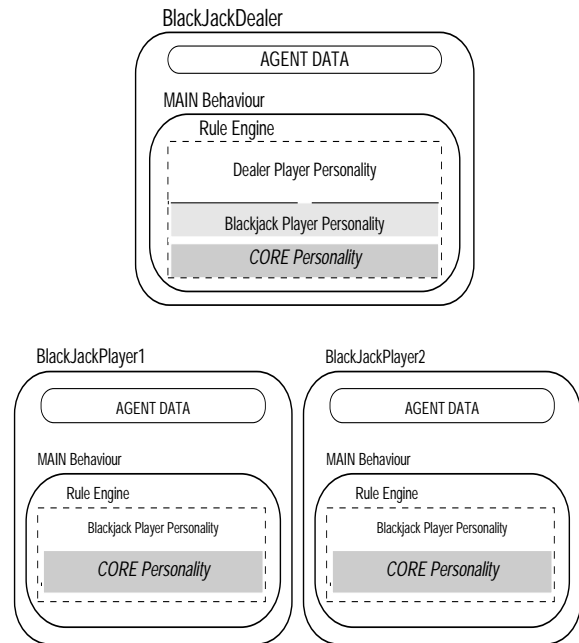 BlackJackDealer
AGENT DATA
MAIN Behaviour
Rule Engine
Dealer Player Personality
Blackjack Player Personality
CORE Personality
BlackJackPlayer1
AGENT DATA
MAIN Behaviour
Rule Engine
Blackjack Player Personality
CORE Personality
BlackJackPlayer2
AGENT DATA
MAIN Behaviour
Rule Engine
Blackjack Player Personality
CORE Personality